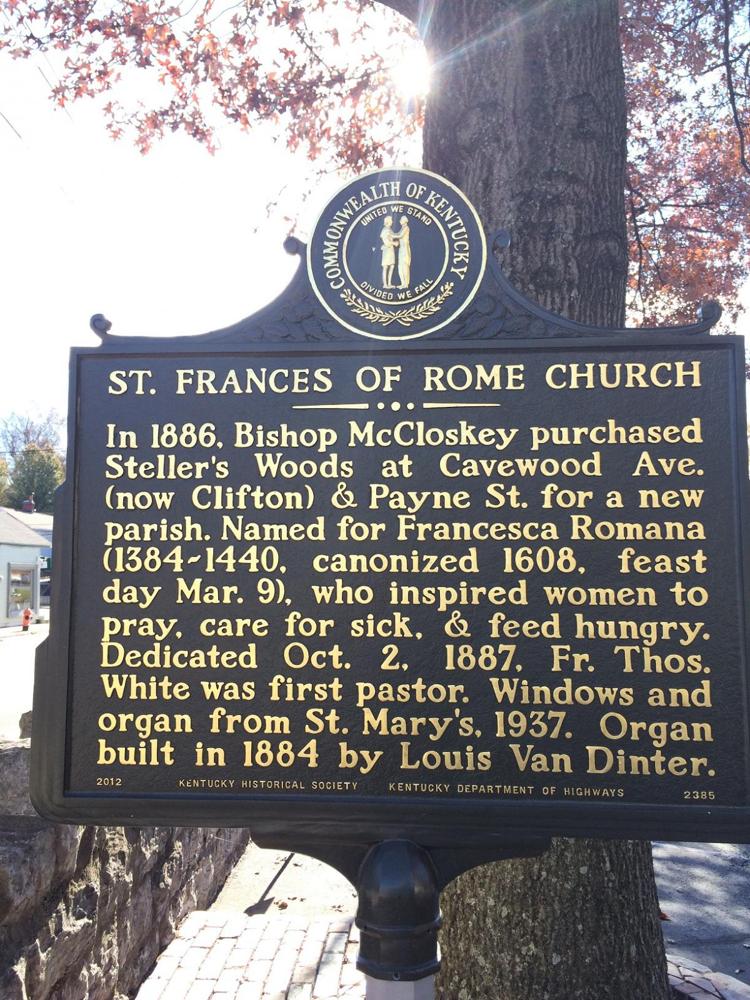 COMMONWEALTH OF KENTUCKY
UNITED WE STAND
DIVIDED WE FALL
ST. FRANCES OF ROME CHURCH
In 1886, Bishop McCloskey purchased
Steller's Woods at Cavewood Ave.
(now Clifton) & Payne St. for a new
parish. Named for Francesca Romana
(1384-1440, canonized 1608, feast
day Mar. 9), who inspired women to
pray, care for sick, & feed hungry.
Dedicated Oct. 2, 1887, Fr. Thos.
White was first pastor. Windows and
organ from St. Mary's, 1937. Organ
built in 1884 by Louis Van Dinter.
2012 KENTUCKY HISTORICAL SOCIETY KENTUCKY DEPARTMENT OF HIGHWAYS 2385